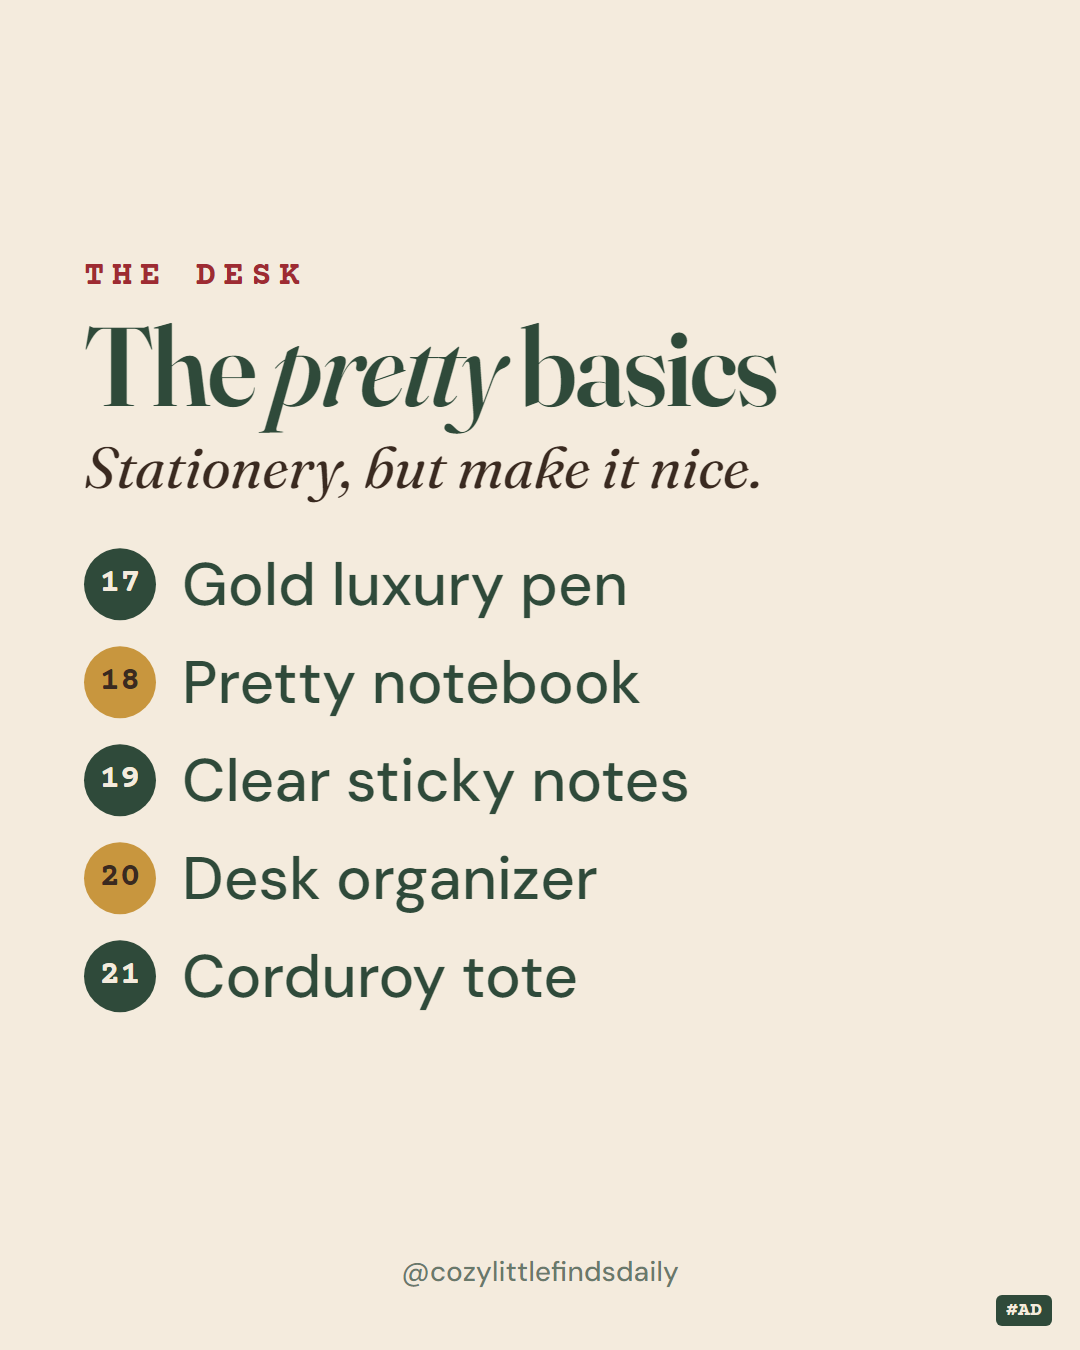 THE DESK
The pretty basics
Stationery, but make it nice.
17 Gold luxury pen
18 Pretty notebook
19 Clear sticky notes
20 Desk organizer
21 Corduroy tote
@cozylittlefindsdaily
#AD